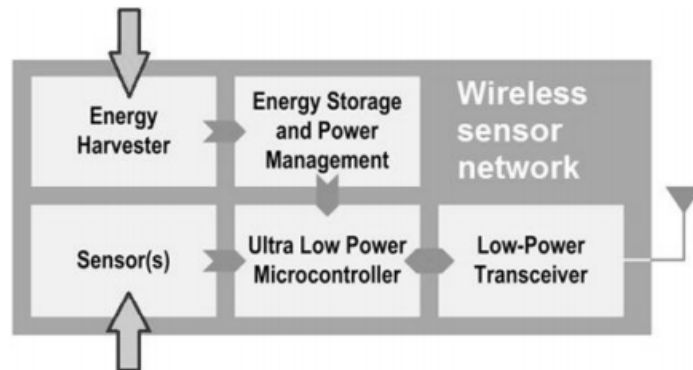 Energy
Harvester
Energy Storage
and Power
Management
Wireless
sensor
network
Sensor(s)
Ultra Low Power
Microcontroller
Low-Power
Transceiver